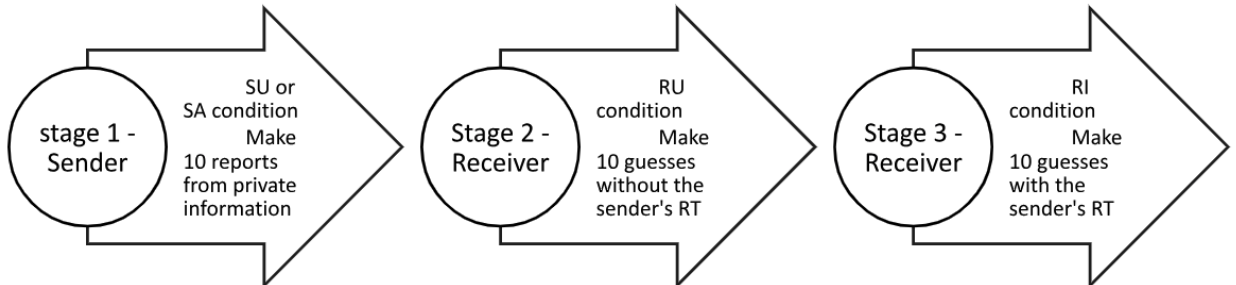 stage 1 -
Sender
SU or
SA condition
Make
10 reports
from private
information
Stage 2 -
Receiver
RU
condition
Make
10 guesses
without the
sender's RT
Stage 3 -
Receiver
RI
condition
Make
10 guesses
with the
sender's RT